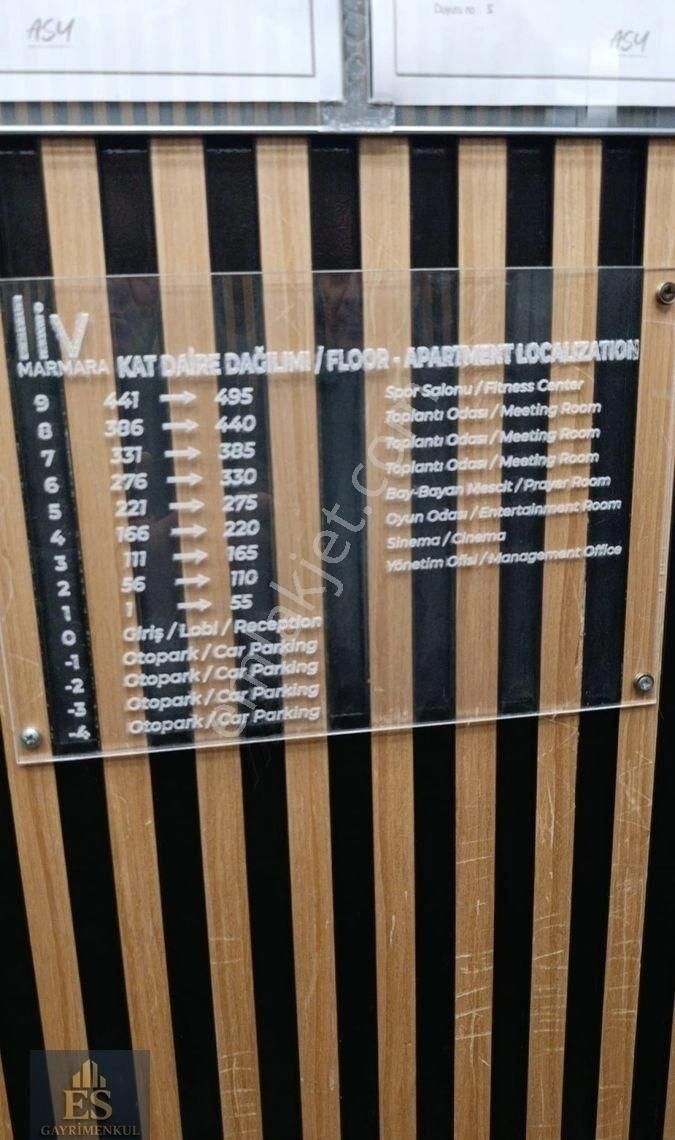 ASY
Duyuru no : 5
ASY
liv
MARMARA
KAT DAİRE DAĞILIMI / FLOOR - APARTMENT LOCALIZATION
9 441 → 495 Spor Salonu / Fitness Center
8 386 → 440 Toplantı Odası / Meeting Room
7 331 → 385 Toplantı Odası / Meeting Room
6 276 → 330 Toplantı Odası / Meeting Room
5 221 → 275 Bay-Bayan Mescit / Prayer Room
4 166 → 220 Oyun Odası / Entertainment Room
3 111 → 165 Sinema / Cinema
2 56 → 110 Yönetim Ofisi / Management Office
1 1 → 55
0 Giriş / Lobi / Reception
-1 Otopark / Car Parking
-2 Otopark / Car Parking
-3 Otopark / Car Parking
-4 Otopark / Car Parking
emlakjet.com
ES
GAYRİMENKUL